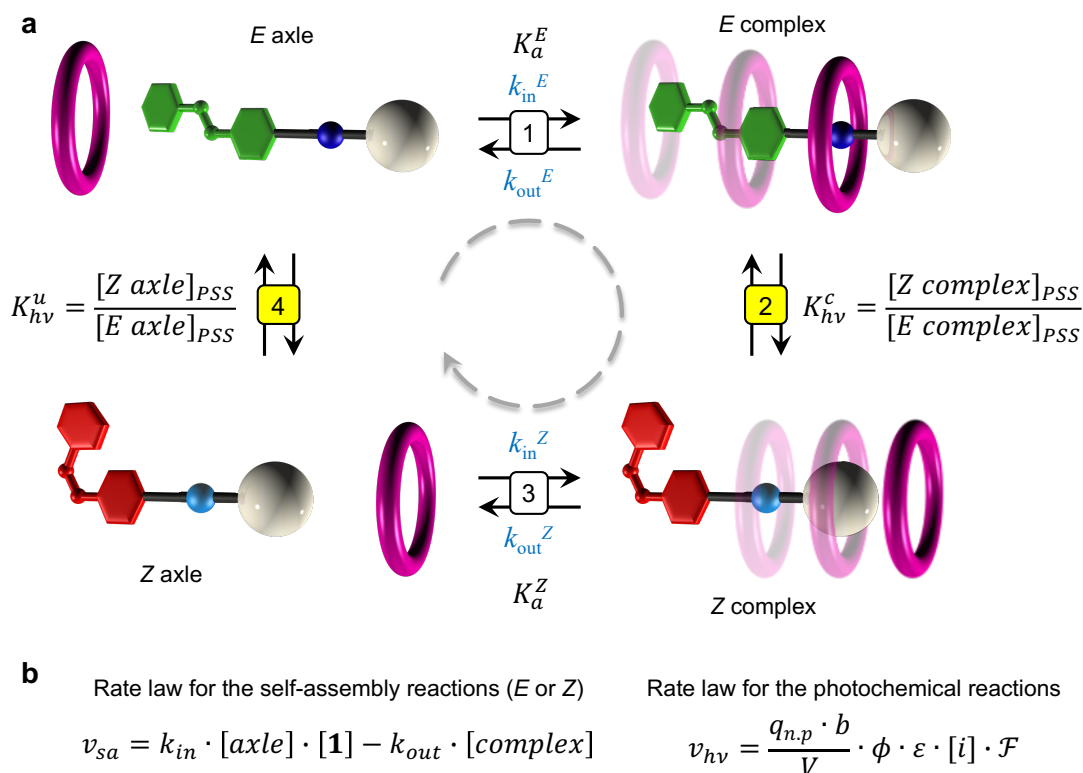 a
E axle
E complex
K_a^E
k_in^E
1
k_out^E
K_{hν}^u = [Z axle]_PSS / [E axle]_PSS
4
2
K_{hν}^c = [Z complex]_PSS / [E complex]_PSS
k_in^Z
3
k_out^Z
K_a^Z
Z axle
Z complex
b
Rate law for the self-assembly reactions (E or Z)
Rate law for the photochemical reactions
v_sa = k_in · [axle] · [1] − k_out · [complex]
v_{hν} = (q_{n.p} · b) / V · ϕ · ε · [i] · ℱ